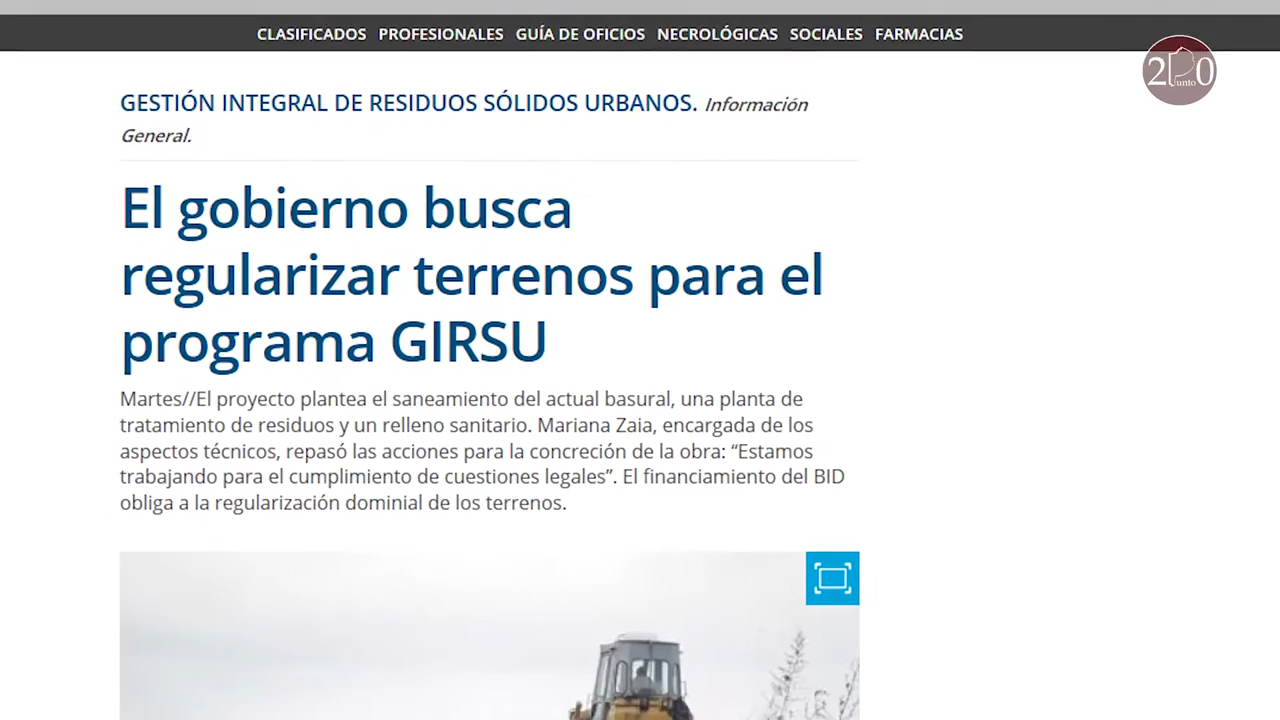 CLASIFICADOS PROFESIONALES GUÍA DE OFICIOS NECROLÓGICAS SOCIALES FARMACIAS
2 Junto 0
GESTIÓN INTEGRAL DE RESIDUOS SÓLIDOS URBANOS. Información
General.
El gobierno busca
regularizar terrenos para el
programa GIRSU
Martes//El proyecto plantea el saneamiento del actual basural, una planta de
tratamiento de residuos y un relleno sanitario. Mariana Zaia, encargada de los
aspectos técnicos, repasó las acciones para la concreción de la obra: “Estamos
trabajando para el cumplimiento de cuestiones legales”. El financiamiento del BID
obliga a la regularización dominial de los terrenos.